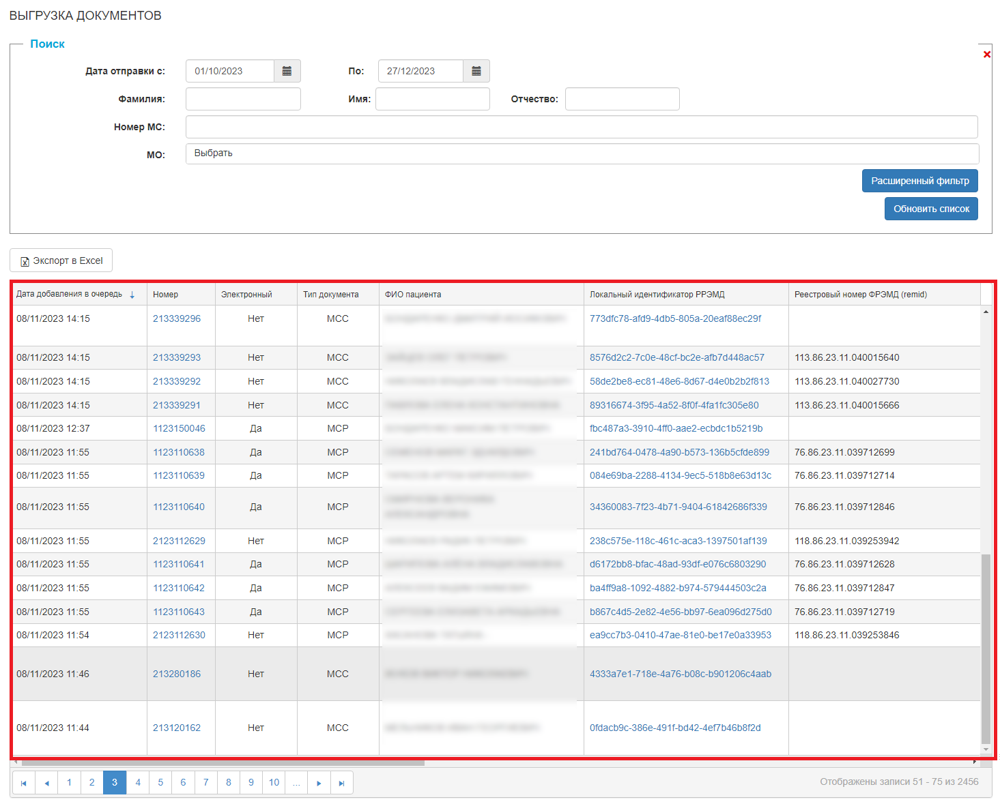 ВЫГРУЗКА ДОКУМЕНТОВ
Поиск
Дата отправки с: 01/10/2023 По: 27/12/2023
Фамилия: Имя: Отчество:
Номер МС:
МО: Выбрать
Расширенный фильтр
Обновить список
Экспорт в Excel
Дата добавления в очередь ↓ Номер Электронный Тип документа ФИО пациента Локальный идентификатор РРЭМД Реестровый номер ФРЭМД (remid)
08/11/2023 14:15 213339296 Нет МСС 773dfc78-afd9-4db5-805a-20eaf88ec29f
08/11/2023 14:15 213339293 Нет МСС 8576d2c2-7c0e-48cf-bc2e-afb7d448ac57 113.86.23.11.040015640
08/11/2023 14:15 213339292 Нет МСС 58de2be8-ec81-48e6-8d67-d4e0b2b2f813 113.86.23.11.040027730
08/11/2023 14:15 213339291 Нет МСС 89316674-3f95-4a52-8f0f-4fa1fc305e80 113.86.23.11.040015666
08/11/2023 12:37 1123150046 Да МСР fbc487a3-3910-4ff0-aae2-ecbdc1b5219b
08/11/2023 11:55 1123110638 Да МСР 241bd764-0478-4a90-b573-136b5cfde899 76.86.23.11.039712699
08/11/2023 11:55 1123110639 Да МСР 084e69ba-2288-4134-9ec5-518b8e63d13c 76.86.23.11.039712714
08/11/2023 11:55 1123110640 Да МСР 34360083-7f23-4b71-9404-61842686f339 76.86.23.11.039712846
08/11/2023 11:55 2123112629 Нет МСР 238c575e-118c-461c-aca3-1397501af139 118.86.23.11.039253942
08/11/2023 11:55 1123110641 Да МСР d6172bb8-bfac-48ad-93df-e076c6803290 76.86.23.11.039712628
08/11/2023 11:55 1123110642 Да МСР ba4ff9a8-1092-4882-b974-579444503c2a 76.86.23.11.039712847
08/11/2023 11:55 1123110643 Да МСР b867c4d5-2e82-4e56-bb97-6ea096d275d0 76.86.23.11.039712719
08/11/2023 11:54 2123112630 Нет МСР ea9cc7b3-0410-47ae-81e0-be17e0a33953 118.86.23.11.039253846
08/11/2023 11:46 213280186 Нет МСС 4333a7e1-718e-4a76-b08c-b901206c4aab
08/11/2023 11:44 213120162 Нет МСС 0fdacb9c-386e-491f-bd42-4ef7b46b8f2d
1 2 3 4 5 6 7 8 9 10 ... Отображены записи 51 - 75 из 2456